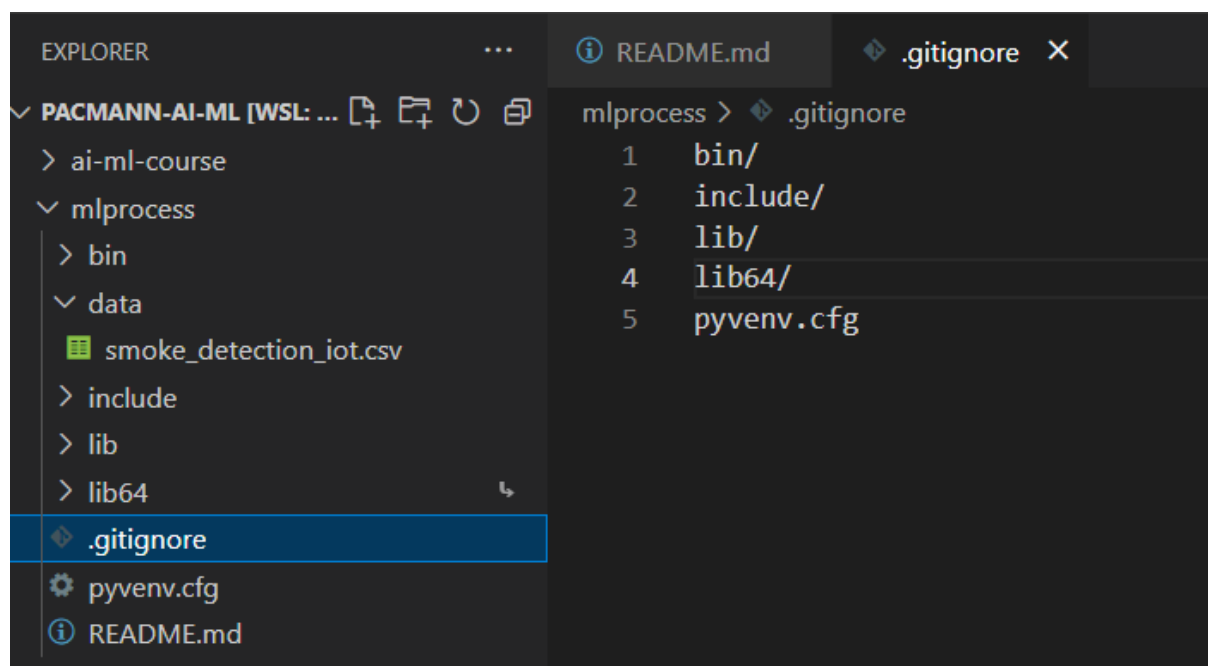 EXPLORER
PACMANN-AI-ML [WSL: ...
ai-ml-course
mlprocess
bin
data
smoke_detection_iot.csv
include
lib
lib64
.gitignore
pyvenv.cfg
README.md
README.md .gitignore
mlprocess > .gitignore
1 bin/
2 include/
3 lib/
4 lib64/
5 pyvenv.cfg